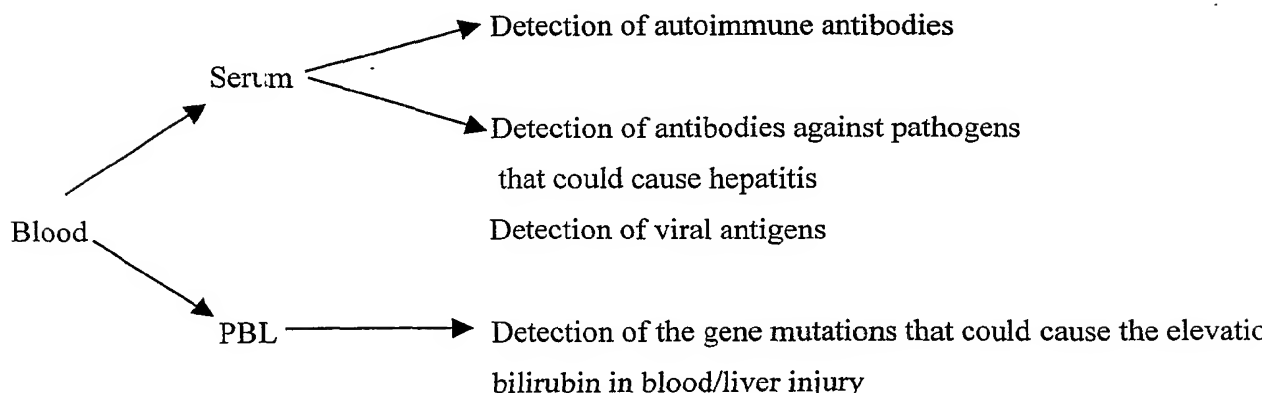 Detection of autoimmune antibodies
Serum
Detection of antibodies against pathogens
that could cause hepatitis
Blood
Detection of viral antigens
PBL
Detection of the gene mutations that could cause the
bilirubin in blood/liver injury